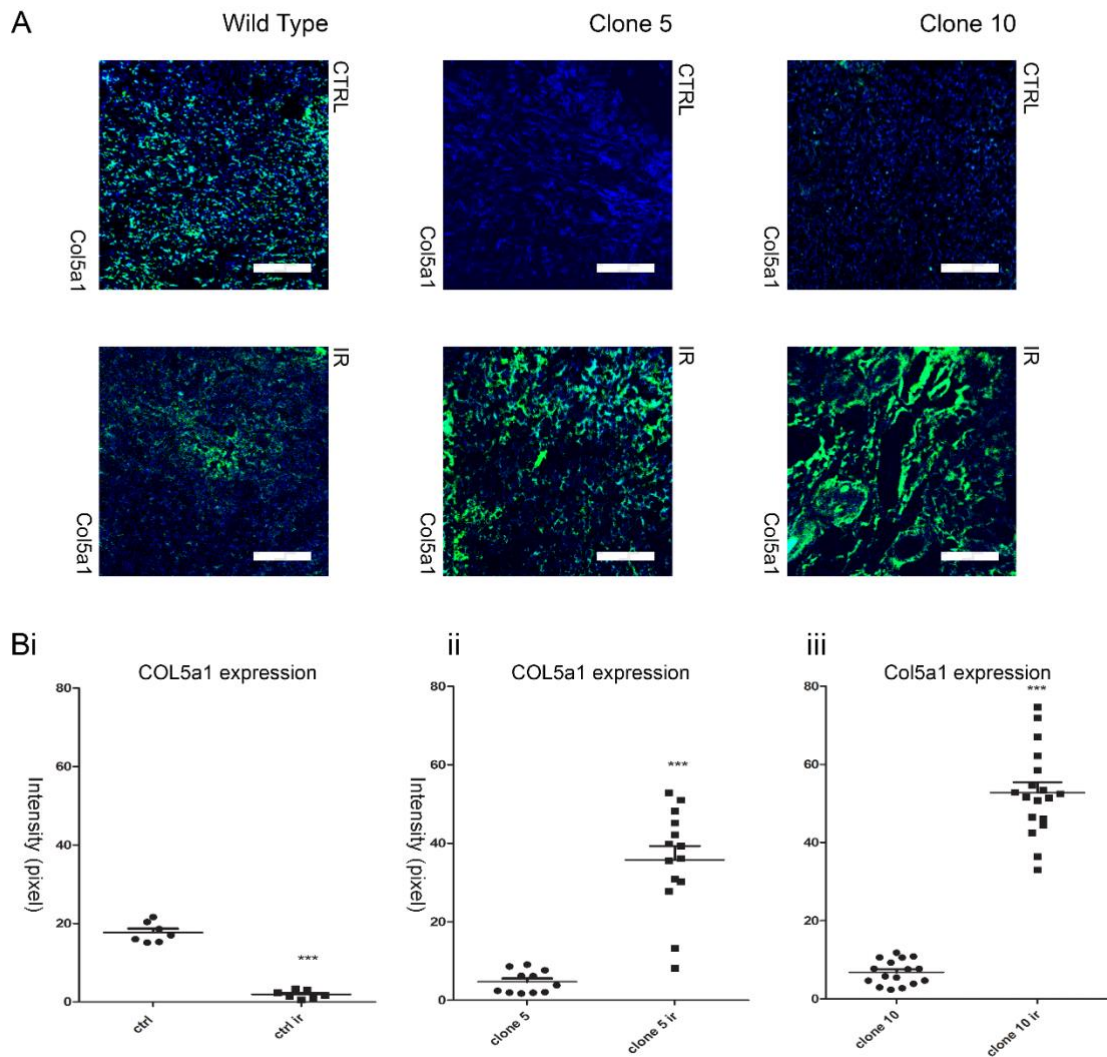 A
Wild Type
Clone 5
Clone 10
CTRL
Col5a1
CTRL
Col5a1
CTRL
Col5a1
IR
Col5a1
IR
Col5a1
IR
Col5a1
Bi
ii
iii
COL5a1 expression
COL5a1 expression
Col5a1 expression
Intensity (pixel)
80
60
40
20
0
***
ctrl
ctrl ir
Intensity (pixel)
80
60
40
20
0
***
clone 5
clone 5 ir
80
60
40
20
0
***
clone 10
clone 10 ir